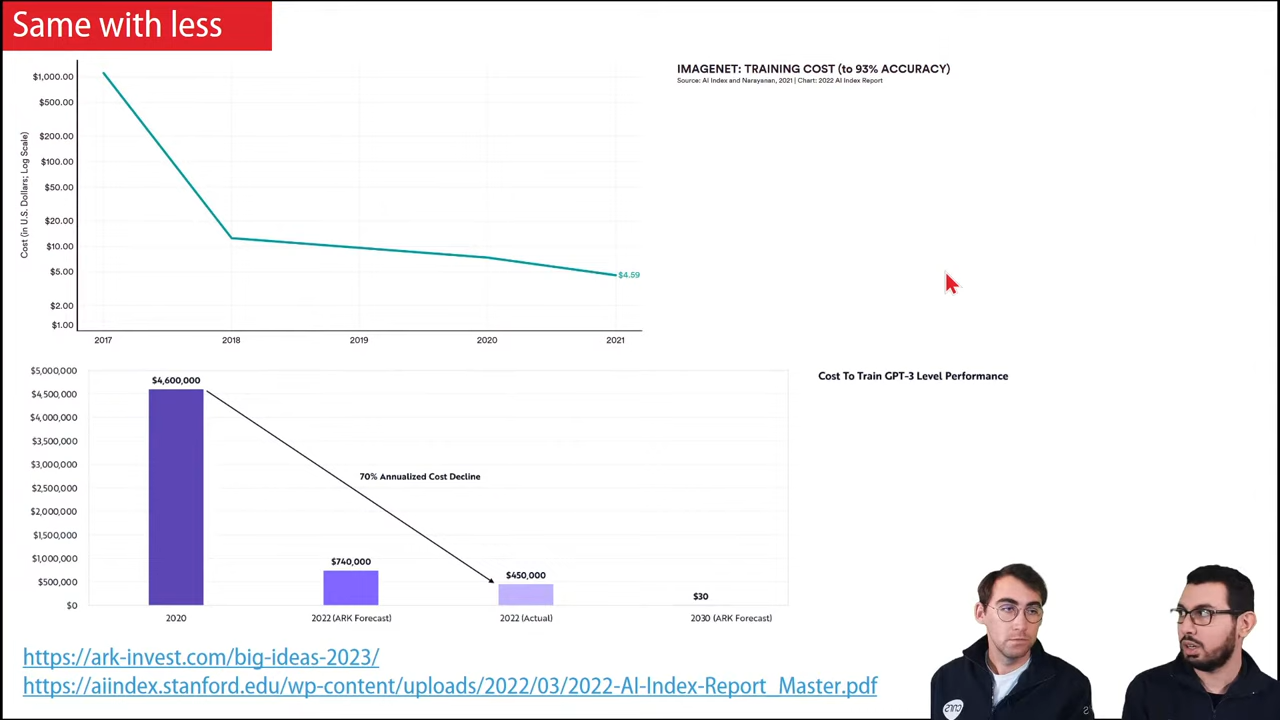 Same with less
IMAGENET: TRAINING COST (to 93% ACCURACY)
Source: AI Index and Narayanan, 2021 | Chart: 2022 AI Index Report
Cost (in U.S. Dollars; Log Scale)
$1,000.00
$500.00
$200.00
$100.00
$50.00
$20.00
$10.00
$5.00
$2.00
$1.00
$4.59
2017 2018 2019 2020 2021
Cost To Train GPT-3 Level Performance
$5,000,000
$4,500,000
$4,000,000
$3,500,000
$3,000,000
$2,500,000
$2,000,000
$1,500,000
$1,000,000
$500,000
$0
$4,600,000
70% Annualized Cost Decline
$740,000
$450,000
$30
2020 2022 (ARK Forecast) 2022 (Actual) 2030 (ARK Forecast)
https://ark-invest.com/big-ideas-2023/
https://aiindex.stanford.edu/wp-content/uploads/2022/03/2022-AI-Index-Report_Master.pdf